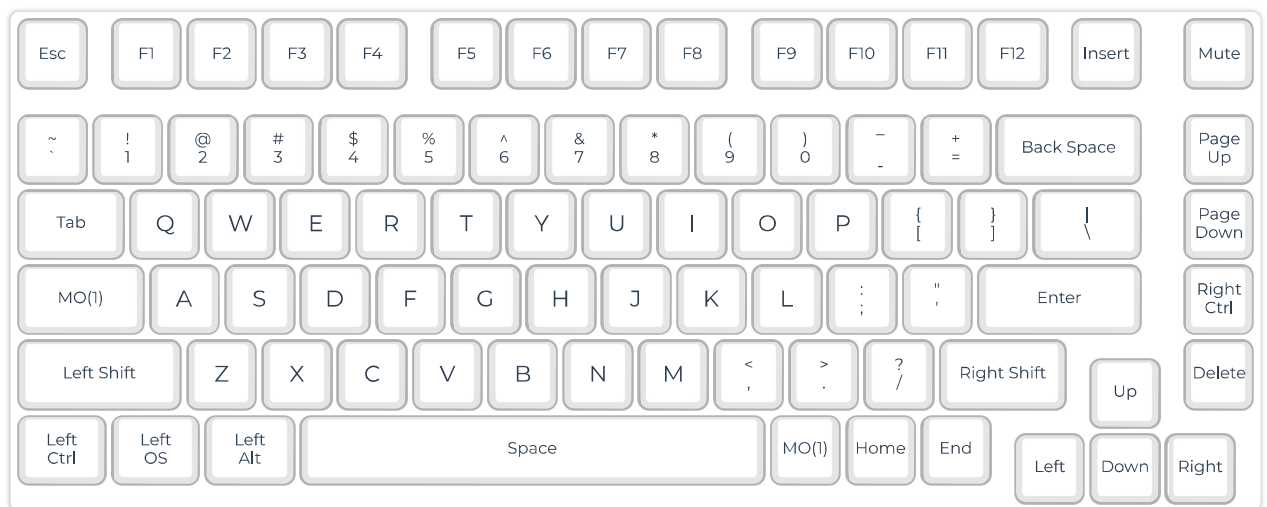 Esc F1 F2 F3 F4 F5 F6 F7 F8 F9 F10 F11 F12 Insert Mute
~ ! @ # $ % ^ & * ( ) _ + Back Space Page
` 1 2 3 4 5 6 7 8 9 0 - = Up
Tab Q W E R T Y U I O P { } | Page
[ ] \ Down
MO(1) A S D F G H J K L : " Enter Right
; ' Ctrl
Left Shift Z X C V B N M < > ? Right Shift Delete
, . / Up
Left Left Left Space MO(1) Home End
Ctrl OS Alt Left Down Right